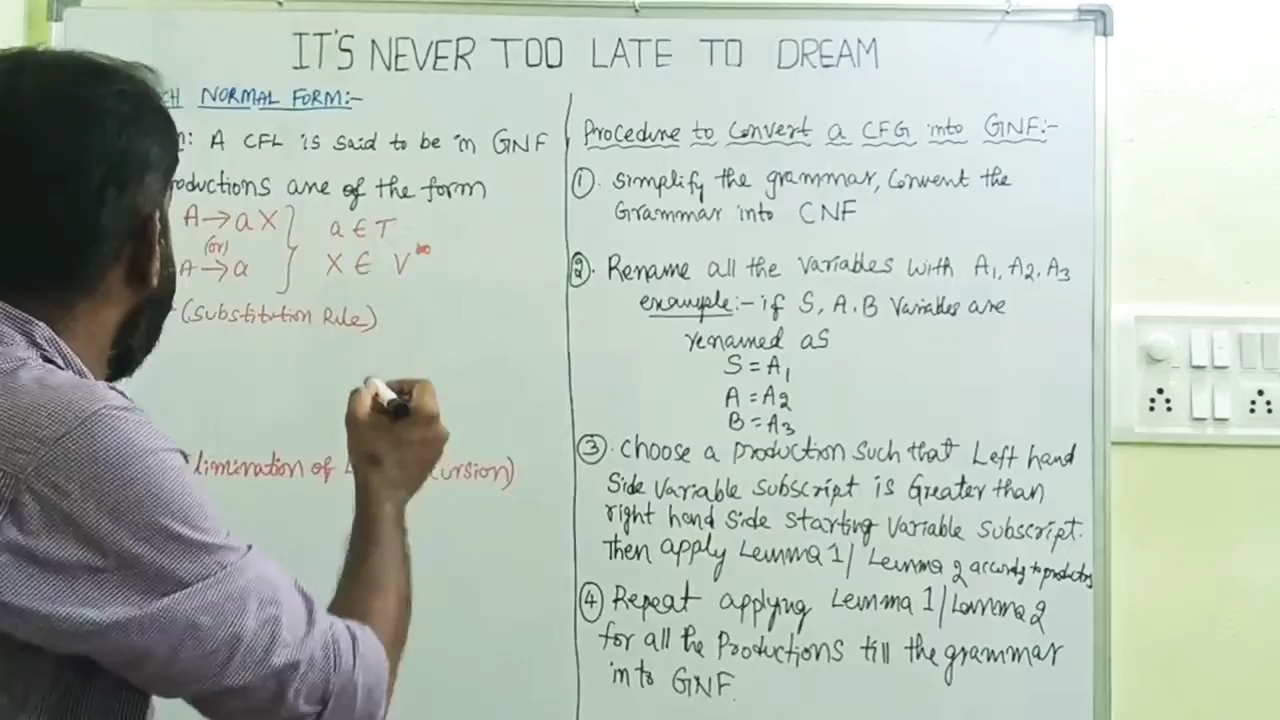 IT'S NEVER TOO LATE TO DREAM
NORMAL FORM:-
A CFL is said to be in GNF
oductions are of the form
A→aX
(or)
A→a
a ∈ T
X ∈ V*
(Substitution Rule)
limination of
ursion)
Procedure to convert a CFG into GNF:-
①. Simplify the grammar, Convent the
Grammar into CNF
②. Rename all the Variables with A1, A2, A3
example:- if S, A, B Variables are
renamed as
S = A1
A = A2
B = A3
③. Choose a production such that Left hand
Side Variable Subscript is Greater than
right hand Side Starting Variable Subscript.
Then apply Lemma 1/ Lemma 2 according to productions
④ Repeat applying Lemma 1/Lemma 2
for all the Productions till the grammar
into GNF.